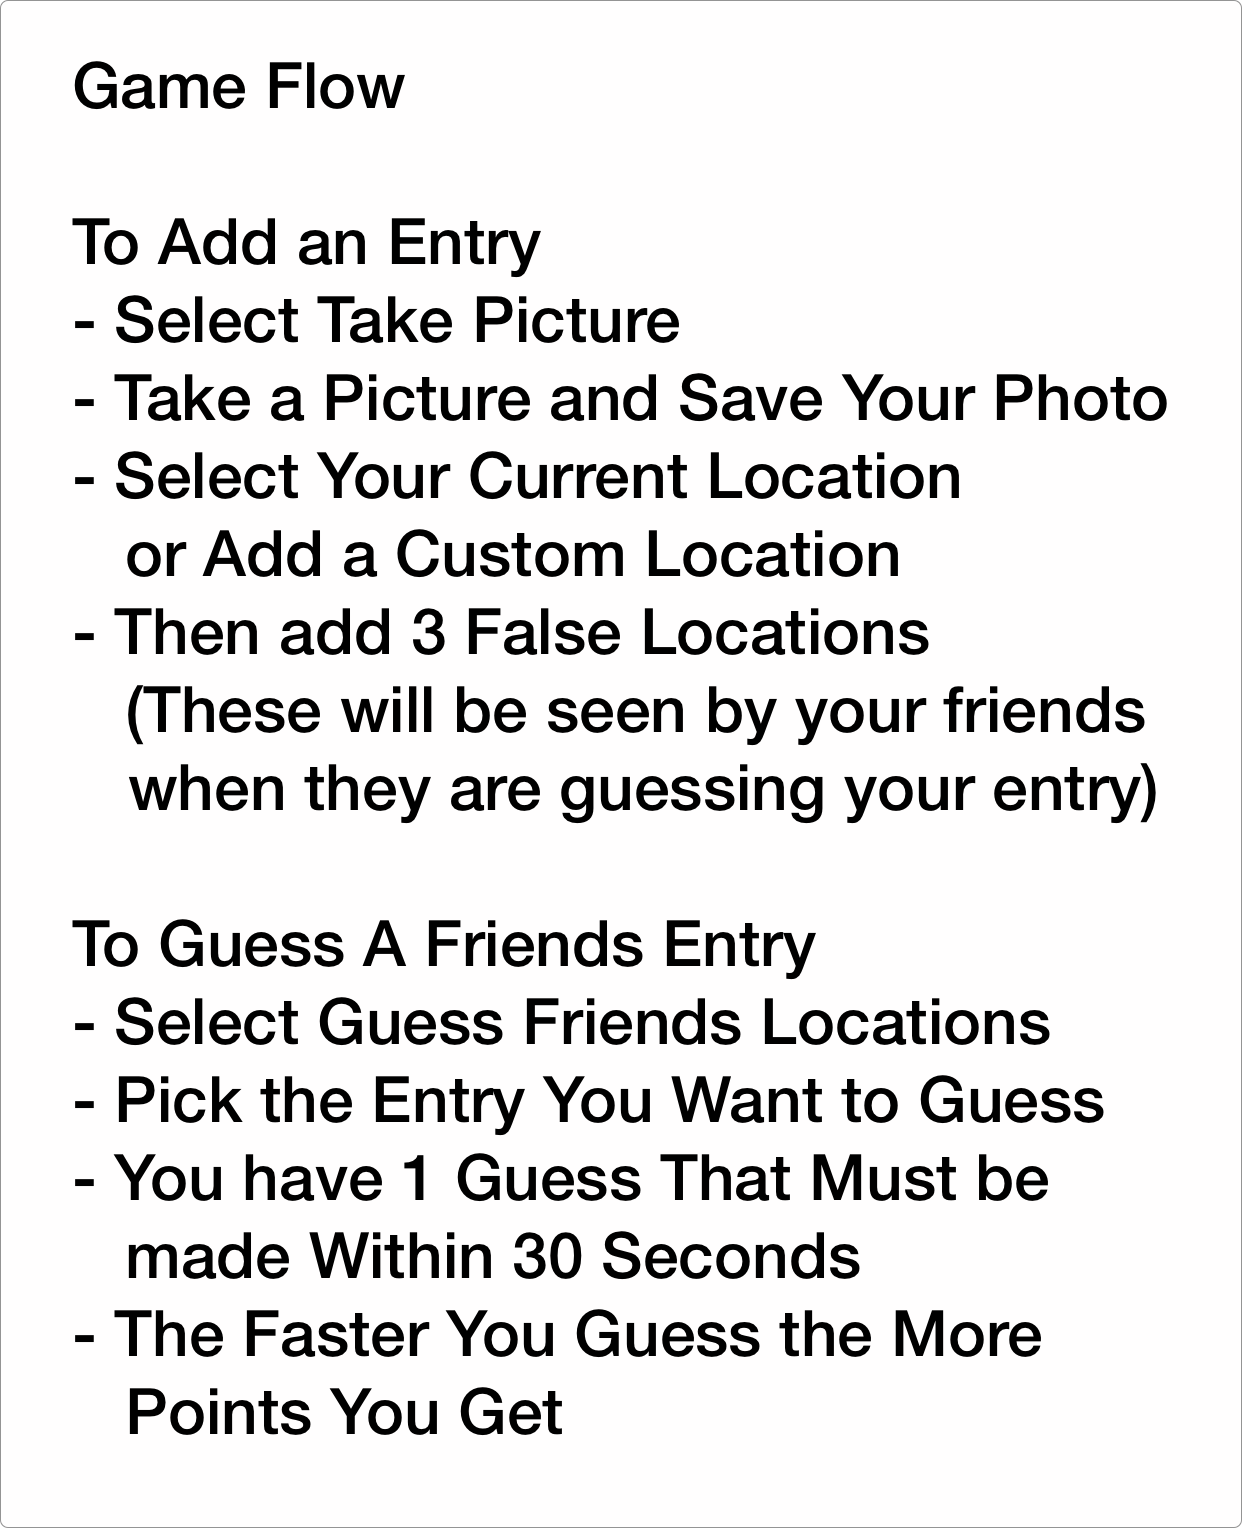 Game Flow
To Add an Entry
- Select Take Picture
- Take a Picture and Save Your Photo
- Select Your Current Location
or Add a Custom Location
- Then add 3 False Locations
(These will be seen by your friends
when they are guessing your entry)
To Guess A Friends Entry
- Select Guess Friends Locations
- Pick the Entry You Want to Guess
- You have 1 Guess That Must be
made Within 30 Seconds
- The Faster You Guess the More
Points You Get